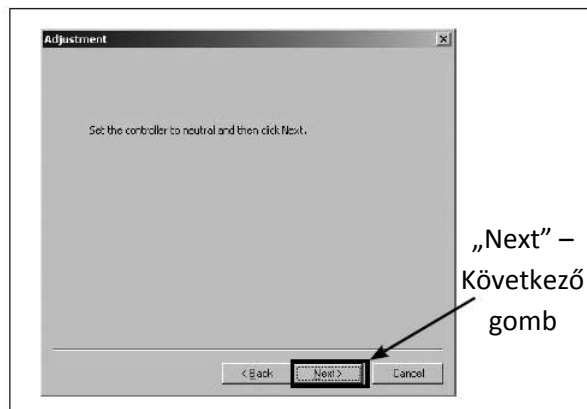 Adjustment
Set the controller to neutral and then click Next.
„Next” –
Következő
gomb
< Back
Next >
Cancel